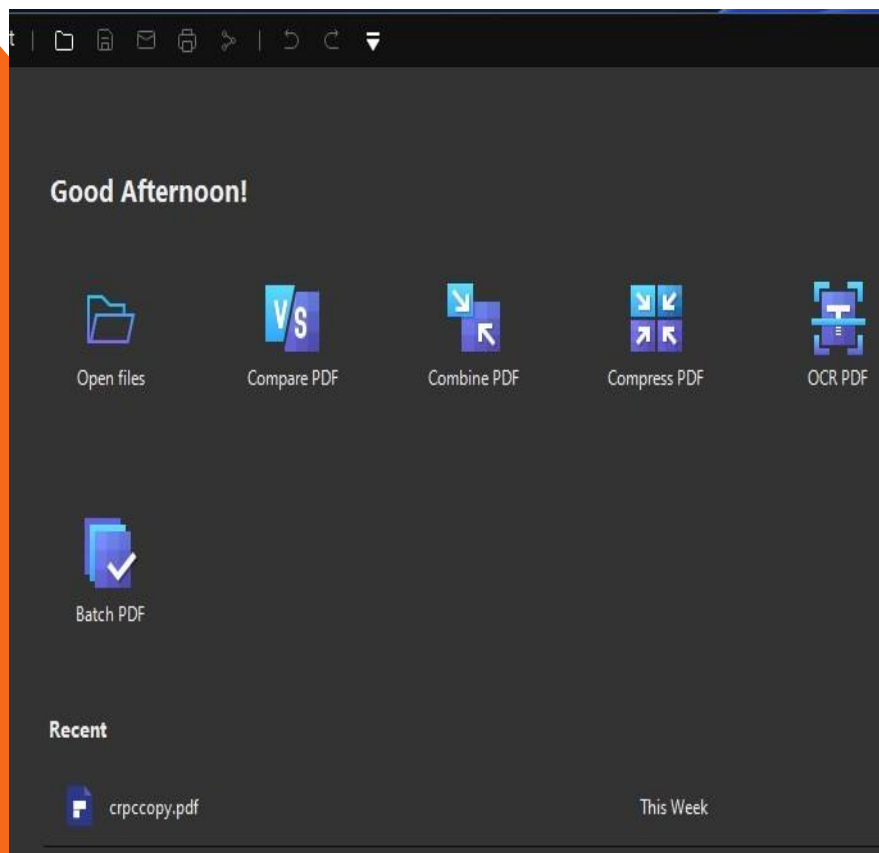 t
Good Afternoon!
VS
Open files Compare PDF Combine PDF Compress PDF OCR PDF
Batch PDF
Recent
crpccopy.pdf This Week